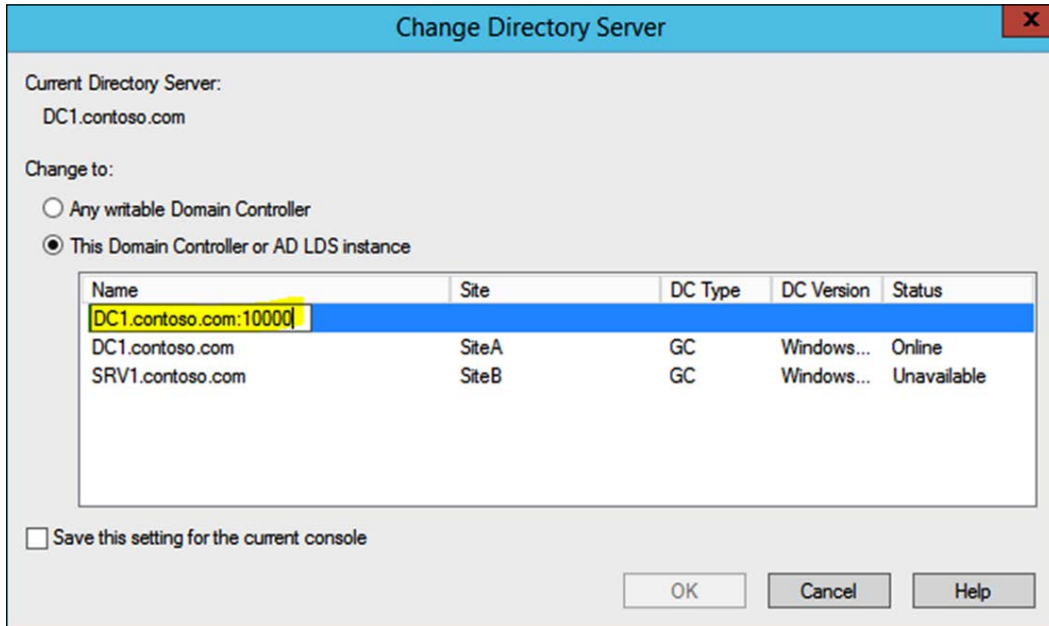 Change Directory Server
x
Current Directory Server:
DC1.contoso.com
Change to:
Any writable Domain Controller
This Domain Controller or AD LDS instance
Name Site DC Type DC Version Status
DC1.contoso.com:10000
DC1.contoso.com SiteA GC Windows... Online
SRV1.contoso.com SiteB GC Windows... Unavailable
Save this setting for the current console
OK Cancel Help